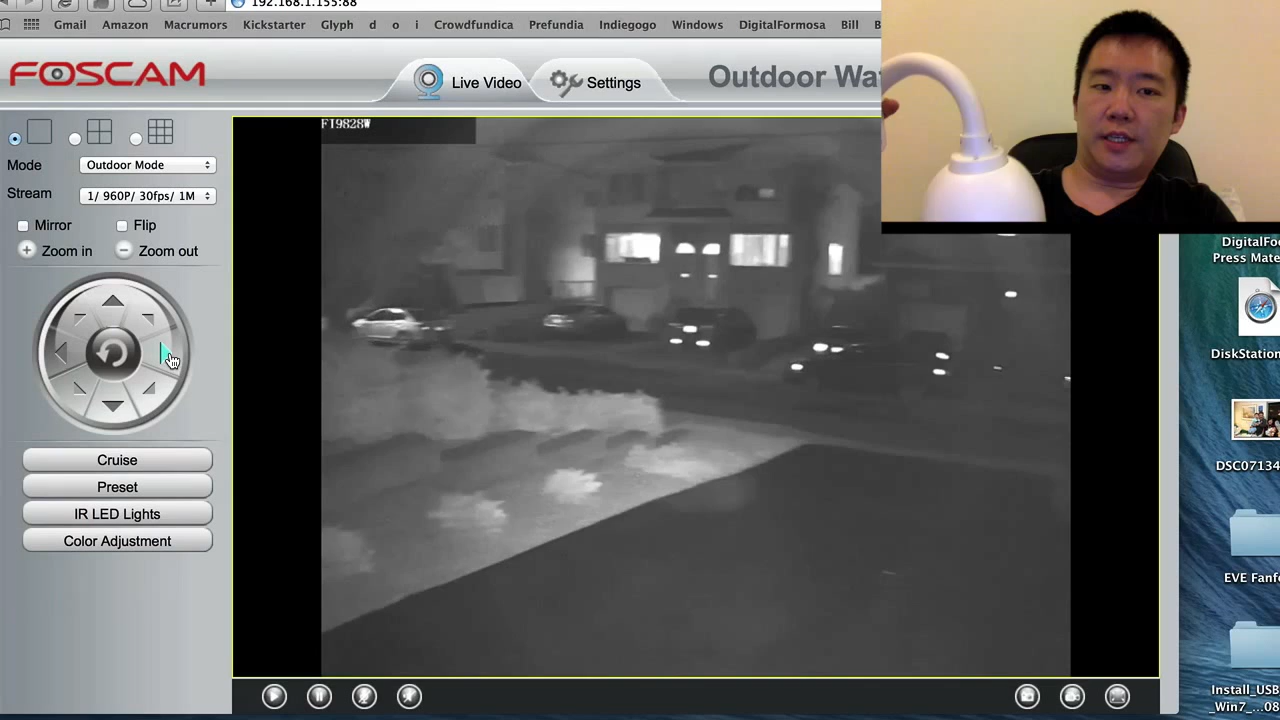 192.168.1.155:88
Gmail Amazon Macrumors Kickstarter Glyph d o i Crowdfundica Prefundia Indiegogo Windows DigitalFormosa Bill B
FOSCAM
Live Video
Settings
Outdoor Wa
Mode
Outdoor Mode
Stream
1/ 960P/ 30fps/ 1M
Mirror
Flip
Zoom in
Zoom out
Cruise
Preset
IR LED Lights
Color Adjustment
FI9828W
DigitalFo
Press Mate
DiskStation
DSC07134
EVE Fanf
Install_USB
_Win7_...08